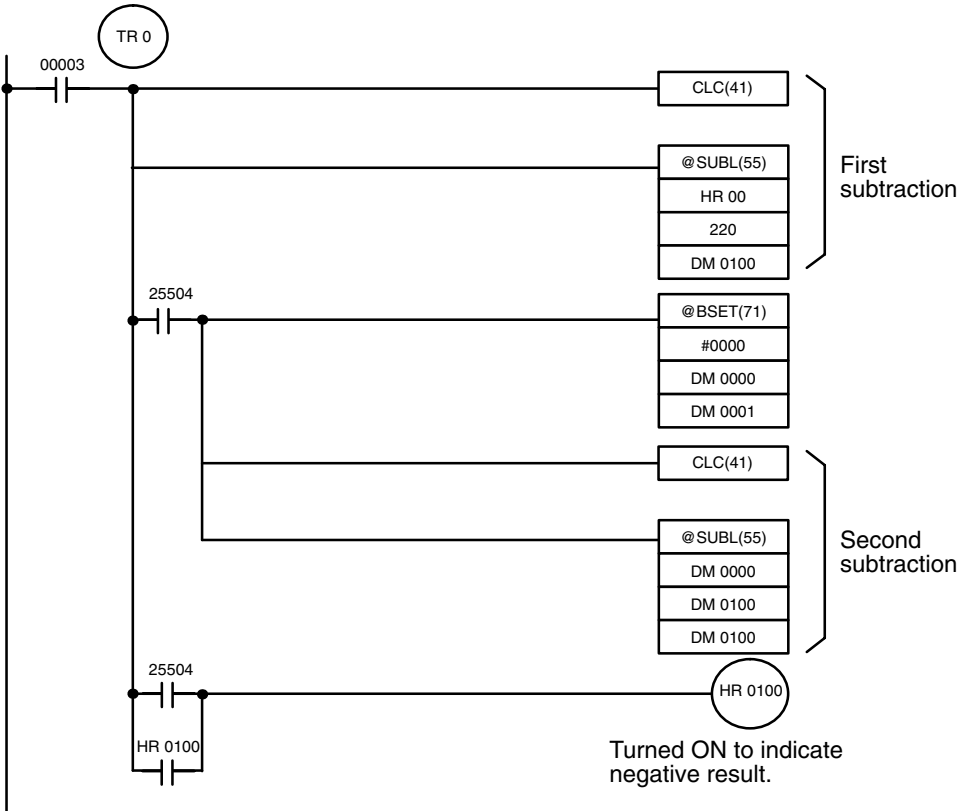 TR 0
00003
CLC(41)
@SUBL(55)
HR 00
220
DM 0100
First
subtraction
25504
@BSET(71)
#0000
DM 0000
DM 0001
CLC(41)
@SUBL(55)
DM 0000
DM 0100
DM 0100
Second
subtraction
25504
HR 0100
HR 0100
Turned ON to indicate
negative result.